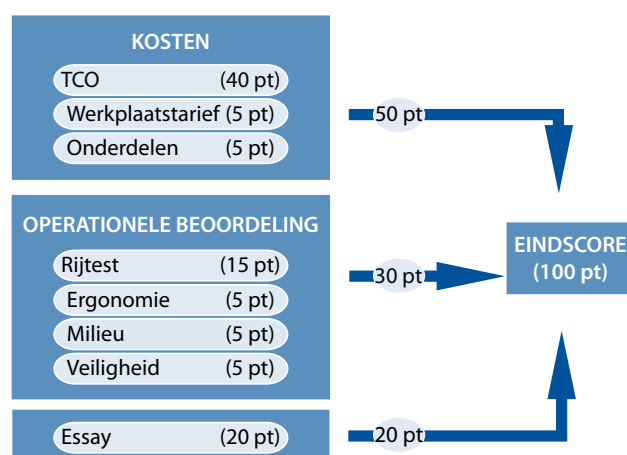 KOSTEN
TCO (40 pt)
Werkplaatstarief (5 pt)
Onderdelen (5 pt)
50 pt
OPERATIONELE BEOORDELING
Rijtest (15 pt)
Ergonomie (5 pt)
Milieu (5 pt)
Veiligheid (5 pt)
30 pt
Essay (20 pt)
20 pt
EINDSCORE
(100 pt)